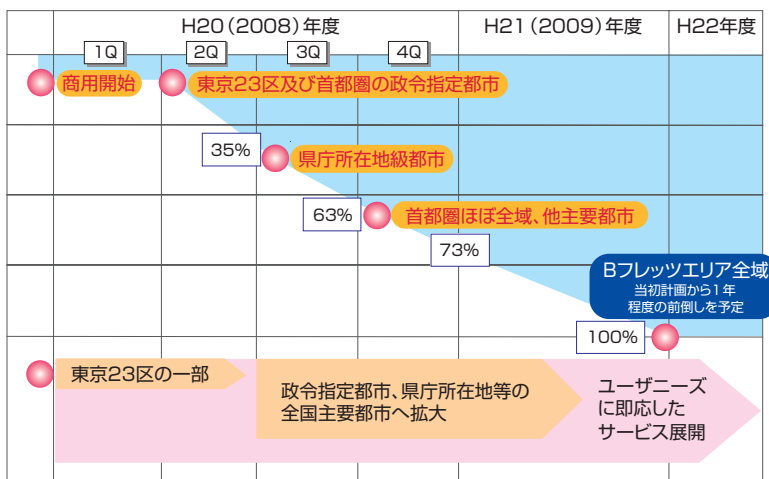 H20(2008)年度
H21(2009)年度
H22年度
1Q
2Q
3Q
4Q
商用開始
東京23区及び首都圏の政令指定都市
35%
県庁所在地級都市
63%
首都圏ほぼ全域、他主要都市
73%
Bフレッツエリア全域
当初計画から1年
程度の前倒しを予定
100%
東京23区の一部
政令指定都市、県庁所在地等の
全国主要都市へ拡大
ユーザニーズ
に即応した
サービス展開